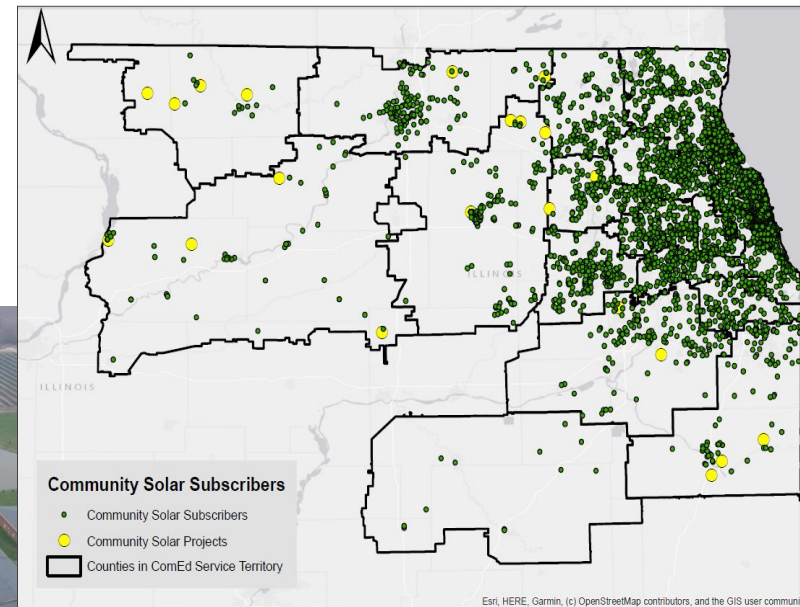 ILLINOIS
ILLINOIS
Community Solar Subscribers
Community Solar Subscribers
Community Solar Projects
Counties in ComEd Service Territory
Esri, HERE, Garmin, (c) OpenStreetMap contributors, and the GIS user communi